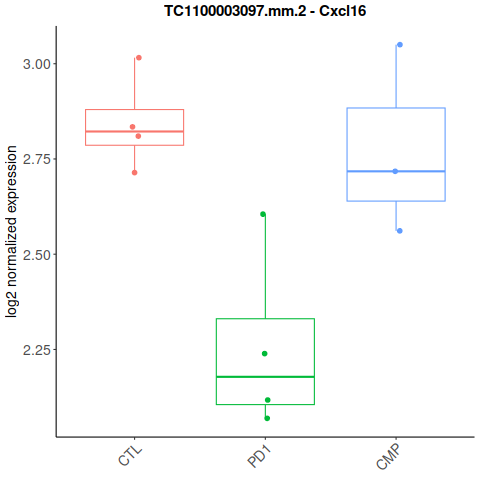 TC1100003097.mm.2 - Cxcl16
log2 normalized expression
3.00
2.75
2.50
2.25
CTL
PD1
CMP